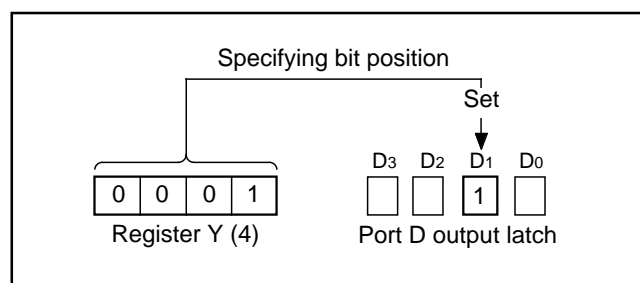 Specifying bit position
Set
D3 D2 D1 D0
0 0 0 1 1
Register Y (4) Port D output latch